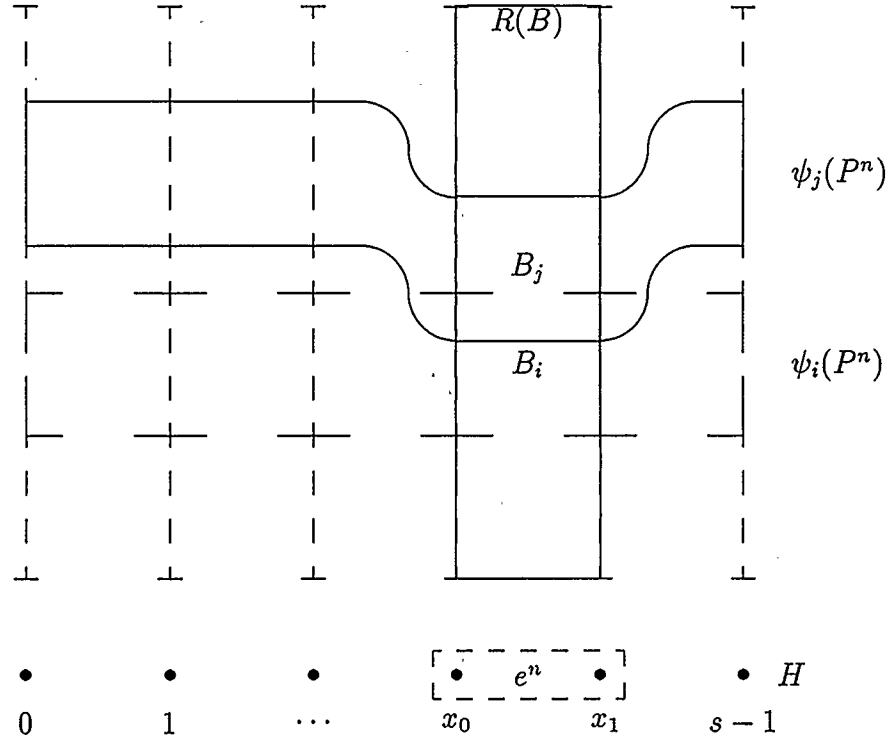 R(B)
ψ_j(P^n)
B_j
B_i
ψ_i(P^n)
e^n
H
0 1 ⋯ x_0 x_1 s − 1